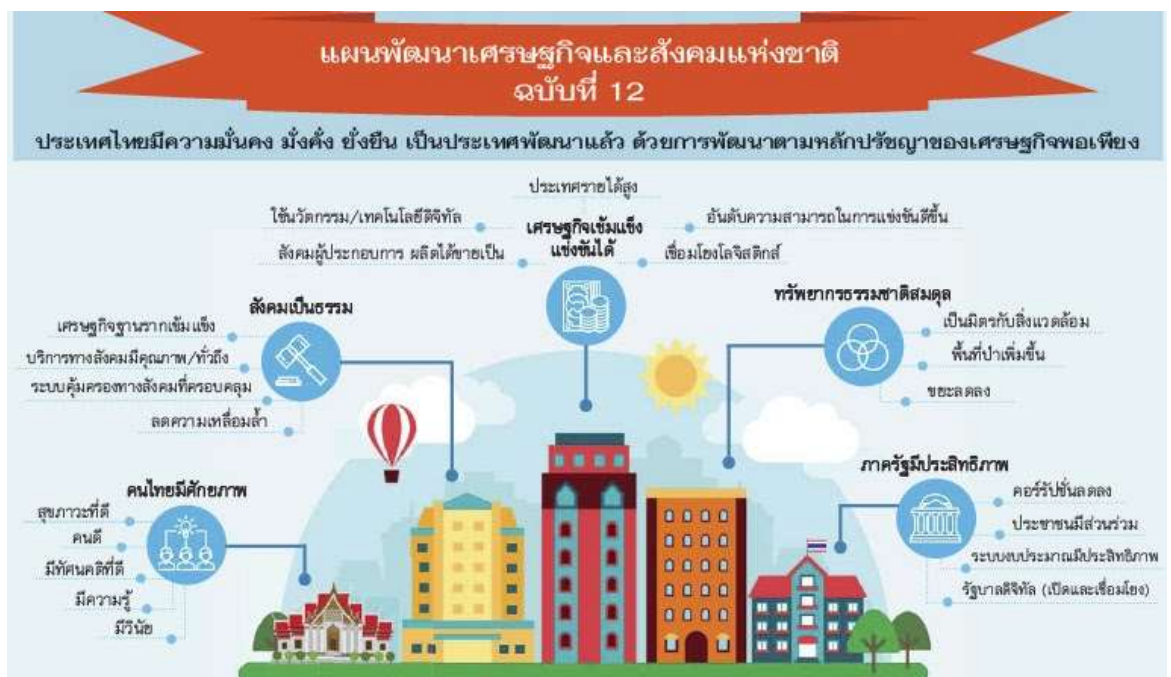 แผนพัฒนาเศรษฐกิจและสังคมแห่งชาติ
ฉบับที่ 12
ประเทศไทยมีความมั่นคง มั่งคั่ง ยั่งยืน เป็นประเทศพัฒนาแล้ว ด้วยการพัฒนาตามหลักปรัชญาของเศรษฐกิจพอเพียง
ประเทศรายได้สูง
ใช้นวัตกรรม/เทคโนโลยีดิจิทัล
เศรษฐกิจเข้มแข็ง
แข่งขันได้
อันดับความสามารถในการแข่งขันดีขึ้น
สังคมผู้ประกอบการ ผลิตได้ขายเป็น
เชื่อมโยงโลจิสติกส์
สังคมเป็นธรรม
เศรษฐกิจฐานรากเข้มแข็ง
บริการทางสังคมมีคุณภาพ/ทั่วถึง
ระบบคุ้มครองทางสังคมที่ครอบคลุม
ลดความเหลื่อมล้ำ
ทรัพยากรธรรมชาติสมดุล
เป็นมิตรกับสิ่งแวดล้อม
พื้นที่ป่าเพิ่มขึ้น
ขยะลดลง
คนไทยมีศักยภาพ
สุขภาวะที่ดี
คนดี
มีทัศนคติที่ดี
มีความรู้
มีวินัย
ภาครัฐมีประสิทธิภาพ
คอร์รัปชั่นลดลง
ประชาชนมีส่วนร่วม
ระบบงบประมาณมีประสิทธิภาพ
รัฐบาลดิจิทัล (เปิดและเชื่อมโยง)